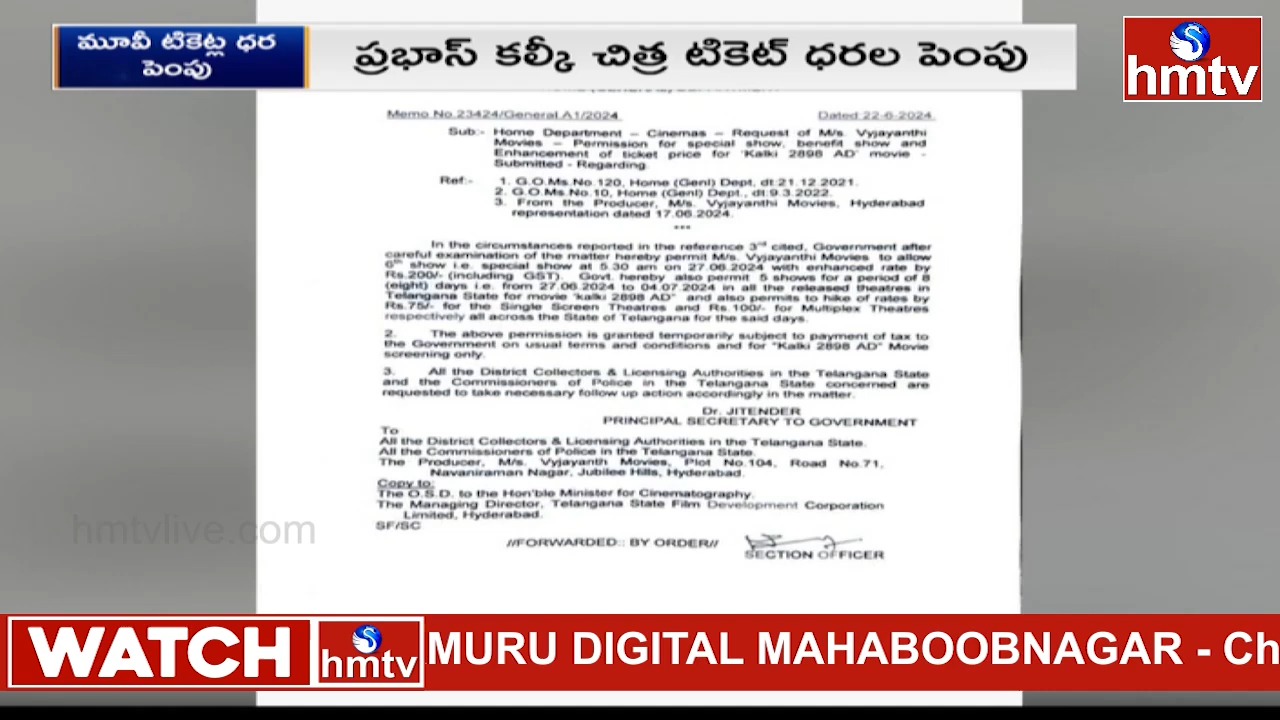 మూవీ టికెట్ల ధర
పెంపు
ప్రభాస్ కల్కీ చిత్ర టికెట్ ధరల పెంపు
hmtv
Memo No.23424/General.A1/2024 Dated 22-6-2024.
Sub:- Home Department – Cinemas – Request of M/s. Vyjayanthi
Movies – Permission for special show, benefit show and
Enhancement of ticket price for 'Kalki 2898 AD' movie -
Submitted - Regarding.
Ref:- 1. G.O.Ms.No.120, Home (Genl) Dept, dt:21.12.2021.
2. G.O.Ms.No.10, Home (Genl) Dept., dt:9.3.2022.
3. From the Producer, M/s. Vyjayanthi Movies, Hyderabad
representation dated 17.06.2024.
***
In the circumstances reported in the reference 3rd cited, Government after
careful examination of the matter hereby permit M/s. Vyjayanthi Movies to allow
6th show i.e. special show at 5.30 am on 27.06.2024 with enhanced rate by
Rs.200/- (including GST). Govt. hereby also permit 5 shows for a period of 8
(eight) days i.e. from 27.06.2024 to 04.07.2024 in all the released theatres in
Telangana State for movie 'kalki 2898 AD" and also permits to hike of rates by
Rs.75/- for the Single Screen Theatres and Rs.100/- for Multiplex Theatres
respectively all across the State of Telangana for the said days.
2. The above permission is granted temporarily subject to payment of tax to
the Government on usual terms and conditions and for "Kalki 2898 AD" Movie
screening only.
3. All the District Collectors & Licensing Authorities in the Telangana State
and the Commissioners of Police in the Telangana State concerned are
requested to take necessary follow up action accordingly in the matter.
Dr. JITENDER
PRINCIPAL SECRETARY TO GOVERNMENT
To
All the District Collectors & Licensing Authorities in the Telangana State.
All the Commissioners of Police in the Telangana State.
The Producer, M/s. Vyjayanth Movies, Plot No.104, Road No.71,
Navaniraman Nagar, Jubilee Hills, Hyderabad.
Copy to:
The O.S.D. to the Hon'ble Minister for Cinematography.
The Managing Director, Telangana State Film Development Corporation
Limited, Hyderabad.
SF/SC
//FORWARDED:: BY ORDER//
SECTION OFFICER
hmtvlive.com
WATCH hmtv MURU DIGITAL MAHABOOBNAGAR - Ch